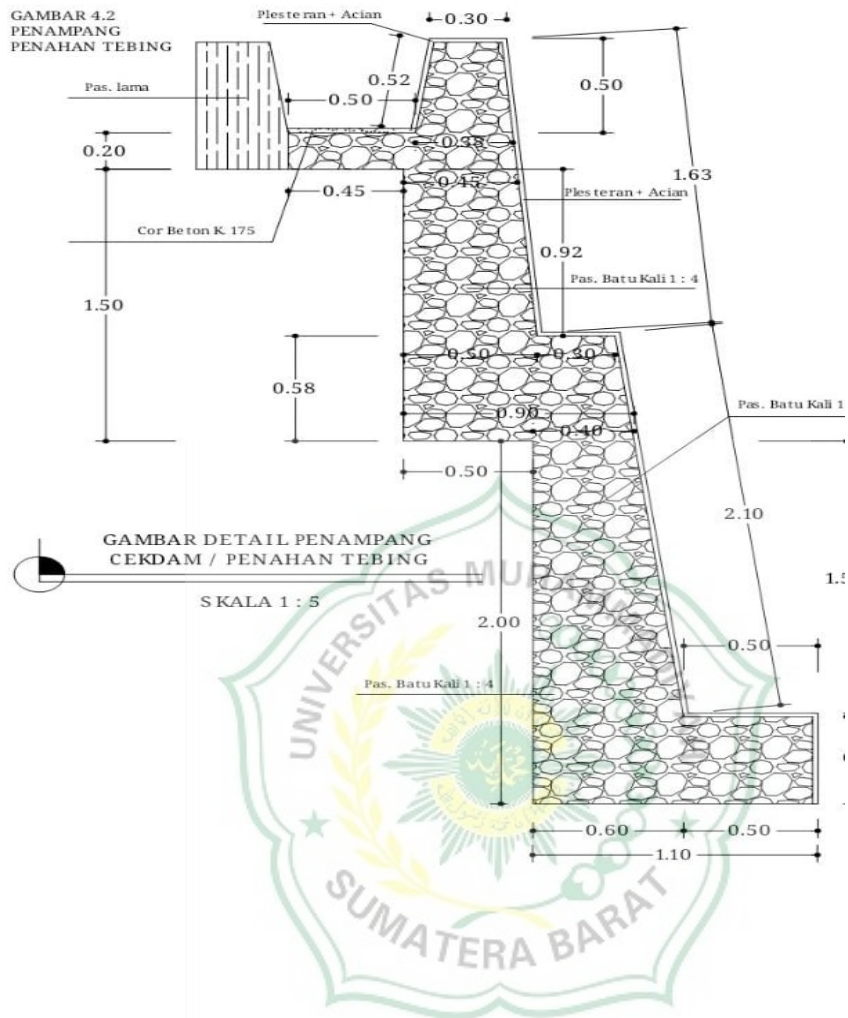 GAMBAR 4.2
PENAMPANG
PENAHAN TEBING
Plesteran + Acian
0.30
0.52
0.50
0.50
Pas. lama
0.20
0.38
0.45
0.45
1.63
Plesteran + Acian
Cor Beton K. 175
0.92
Pas. Batu Kali 1 : 4
1.50
0.50
0.30
0.58
0.90
Pas. Batu Kali 1
0.40
0.50
2.10
GAMBAR DETAIL PENAMPANG
CEKDAM / PENAHAN TEBING
SKALA 1 : 5
1.5
2.00
0.50
Pas. Batu Kali 1 : 4
0.60
0.50
1.10
UNIVERSITAS MUHAMMADIYAH
SUMATERA BARAT